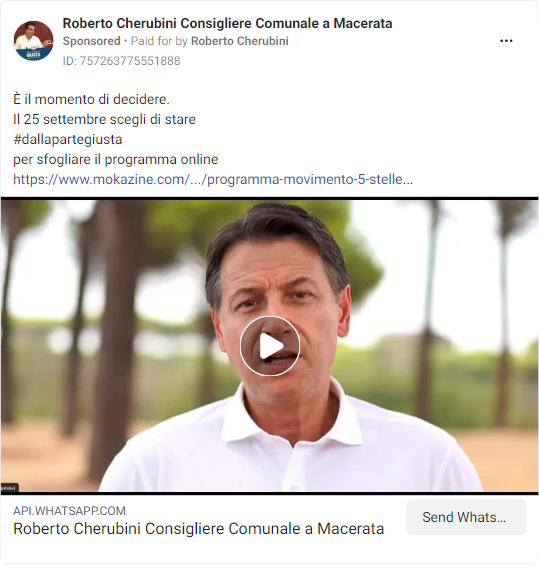 Roberto Cherubini Consigliere Comunale a Macerata
Sponsored • Paid for by Roberto Cherubini
ID: 757263775551888
È il momento di decidere.
Il 25 settembre scegli di stare
#dallapartegiusta
per sfogliare il programma online
https://www.mokazine.com/.../programma-movimento-5-stelle...
API.WHATSAPP.COM
Roberto Cherubini Consigliere Comunale a Macerata
Send Whats...